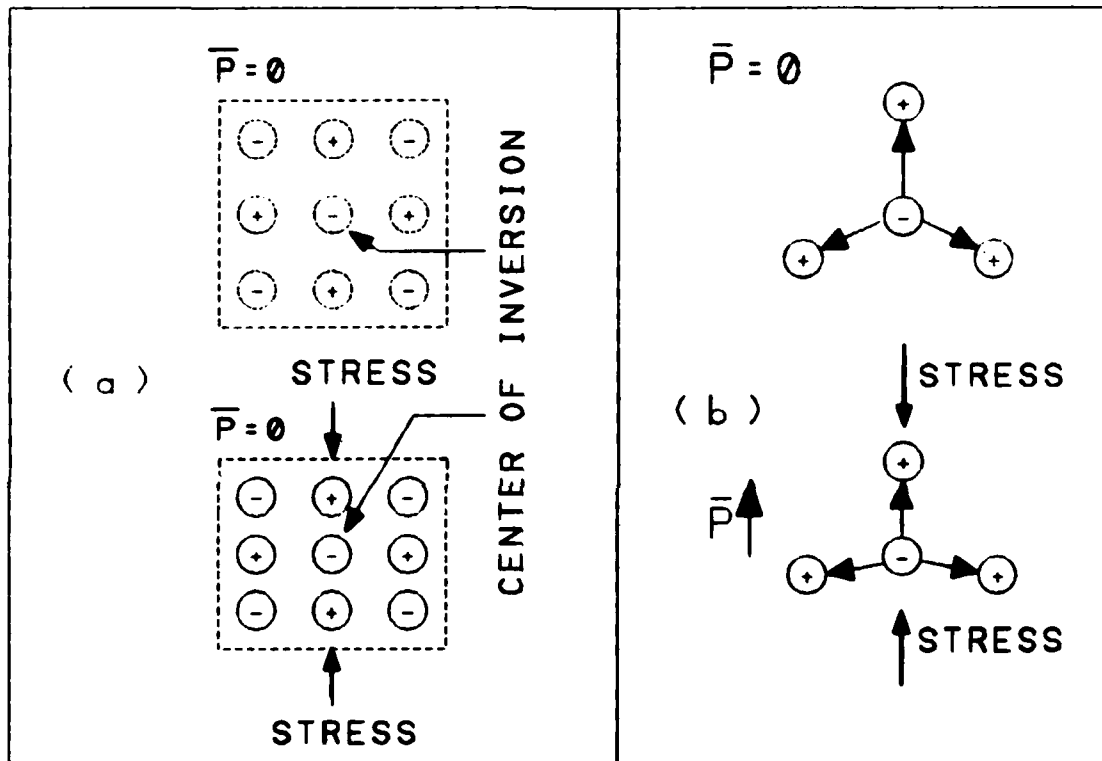 P̅ = 0
- + -
+ - +
- + -
CENTER OF INVERSION
( a )
STRESS
P̅ = 0
- + -
+ - +
- + -
STRESS
P̅ = 0
+
-
+ +
STRESS
( b )
+
P̅
-
+ +
STRESS